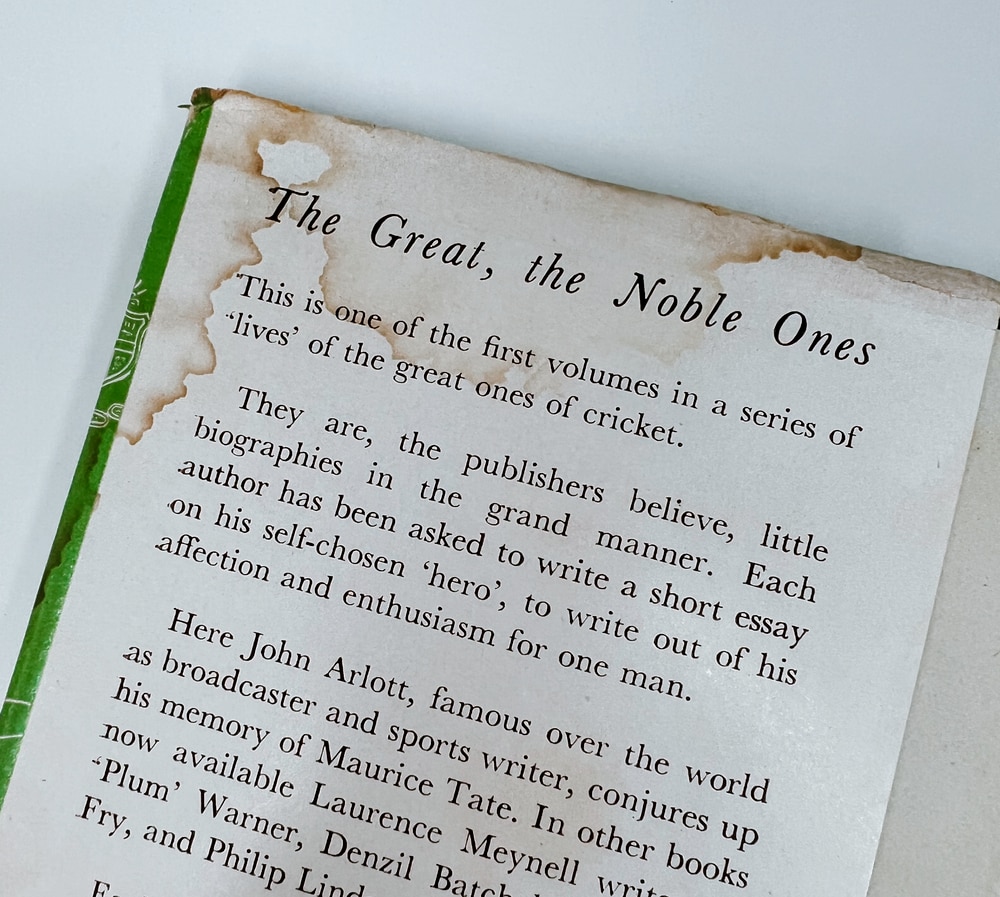 The Great, the Noble Ones
This is one of the first volumes in a series of
'lives' of the great ones of cricket.
They are, the publishers believe, little
biographies in the grand manner. Each
author has been asked to write a short essay
on his self-chosen 'hero', to write out of his
affection and enthusiasm for one man.
Here John Arlott, famous over the world
as broadcaster and sports writer, conjures up
his memory of Maurice Tate. In other books
now available Laurence Meynell
'Plum' Warner, Denzil
Fry, and Philip